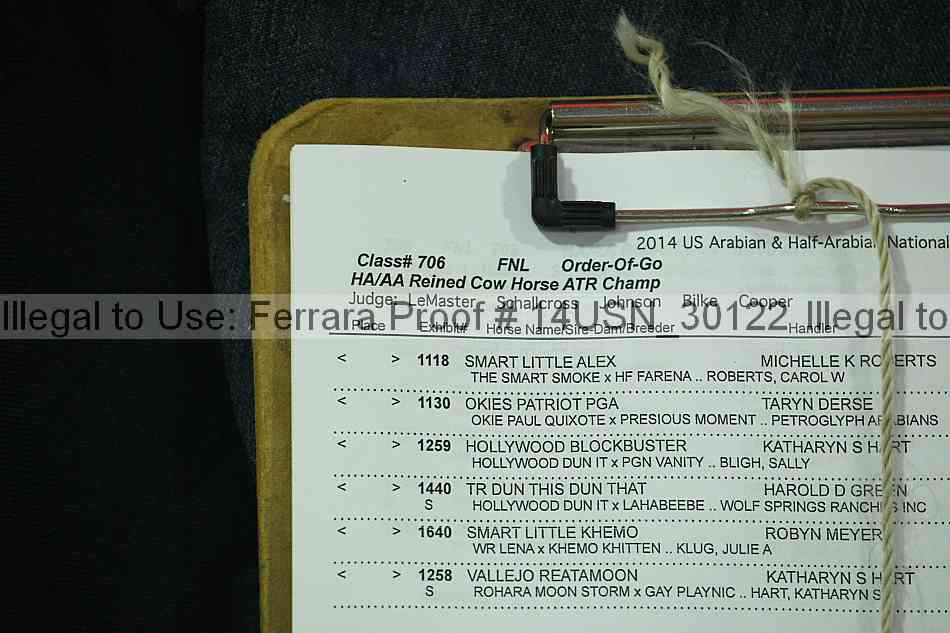 2014 US Arabian & Half-Arabian National
Class# 706 FNL Order-Of-Go
HA/AA Reined Cow Horse ATR Champ
Judge: LeMaster Schallcross Johnson Bilke Cooper
Illegal to Use: Ferrara Proof # 14USN_30122 Illegal to
Place Exhibit# Horse Name/Sire-Dam/Breeder Handler
< > 1118 SMART LITTLE ALEX MICHELLE K ROBERTS
THE SMART SMOKE x HF FARENA .. ROBERTS, CAROL W
< > 1130 OKIES PATRIOT PGA TARYN DERSE
OKIE PAUL QUIXOTE x PRESIOUS MOMENT .. PETROGLYPH ARABIANS
< > 1259 HOLLYWOOD BLOCKBUSTER KATHARYN S HART
HOLLYWOOD DUN IT x PGN VANITY .. BLIGH, SALLY
< > 1440 TR DUN THIS DUN THAT HAROLD D GREEN
S HOLLYWOOD DUN IT x LAHABEEBE .. WOLF SPRINGS RANCHES INC
< > 1640 SMART LITTLE KHEMO ROBYN MEYER
WR LENA x KHEMO KHITTEN .. KLUG, JULIE A
< > 1258 VALLEJO REATAMOON KATHARYN S HART
S ROHARA MOON STORM x GAY PLAYNIC .. HART, KATHARYN S